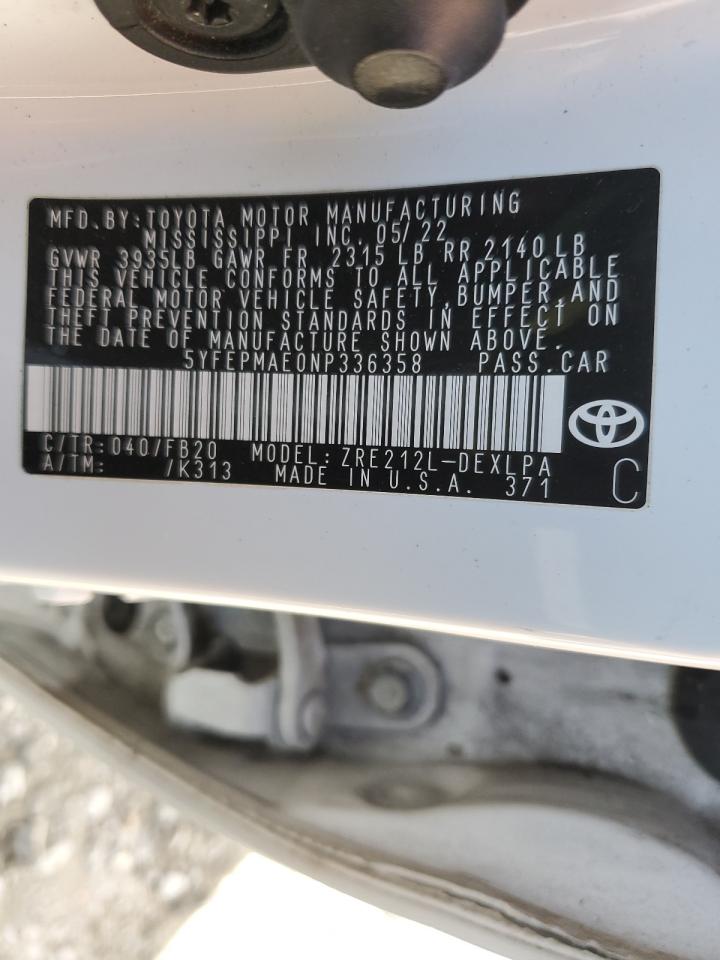 MFD.BY:TOYOTA MOTOR MANUFACTURING
MISSISSIPPI INC. 05/22
GVWR 3935LB GAWR FR 2315 LB RR 2140 LB
THIS VEHICLE CONFORMS TO ALL APPLICABLE
FEDERAL MOTOR VEHICLE SAFETY,BUMPER,AND
THEFT PREVENTION STANDARDS IN EFFECT ON
THE DATE OF MANUFACTURE SHOWN ABOVE.
5YFEPMAE0NP336358 PASS.CAR
C/TR:040/FB20 MODEL:ZRE212L-DEXLPA
A/TM: /K313 MADE IN U.S.A. 371 C